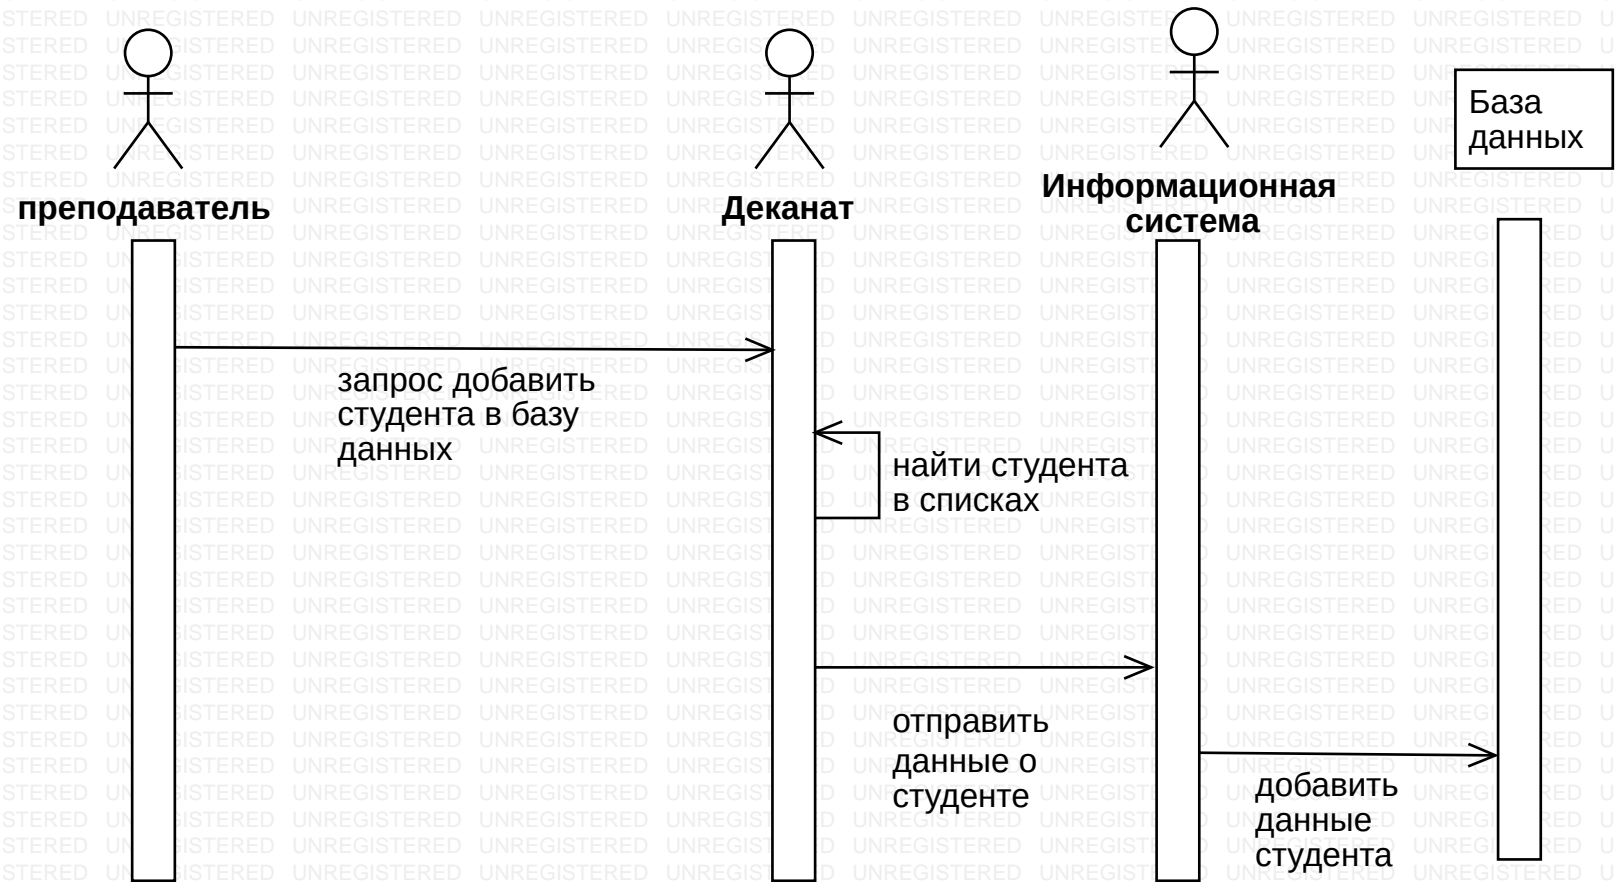 преподаватель
Деканат
Информационная
система
База
данных
запрос добавить
студента в базу
данных
найти студента
в списках
отправить
данные о
студенте
добавить
данные
студента
UNREGISTERED